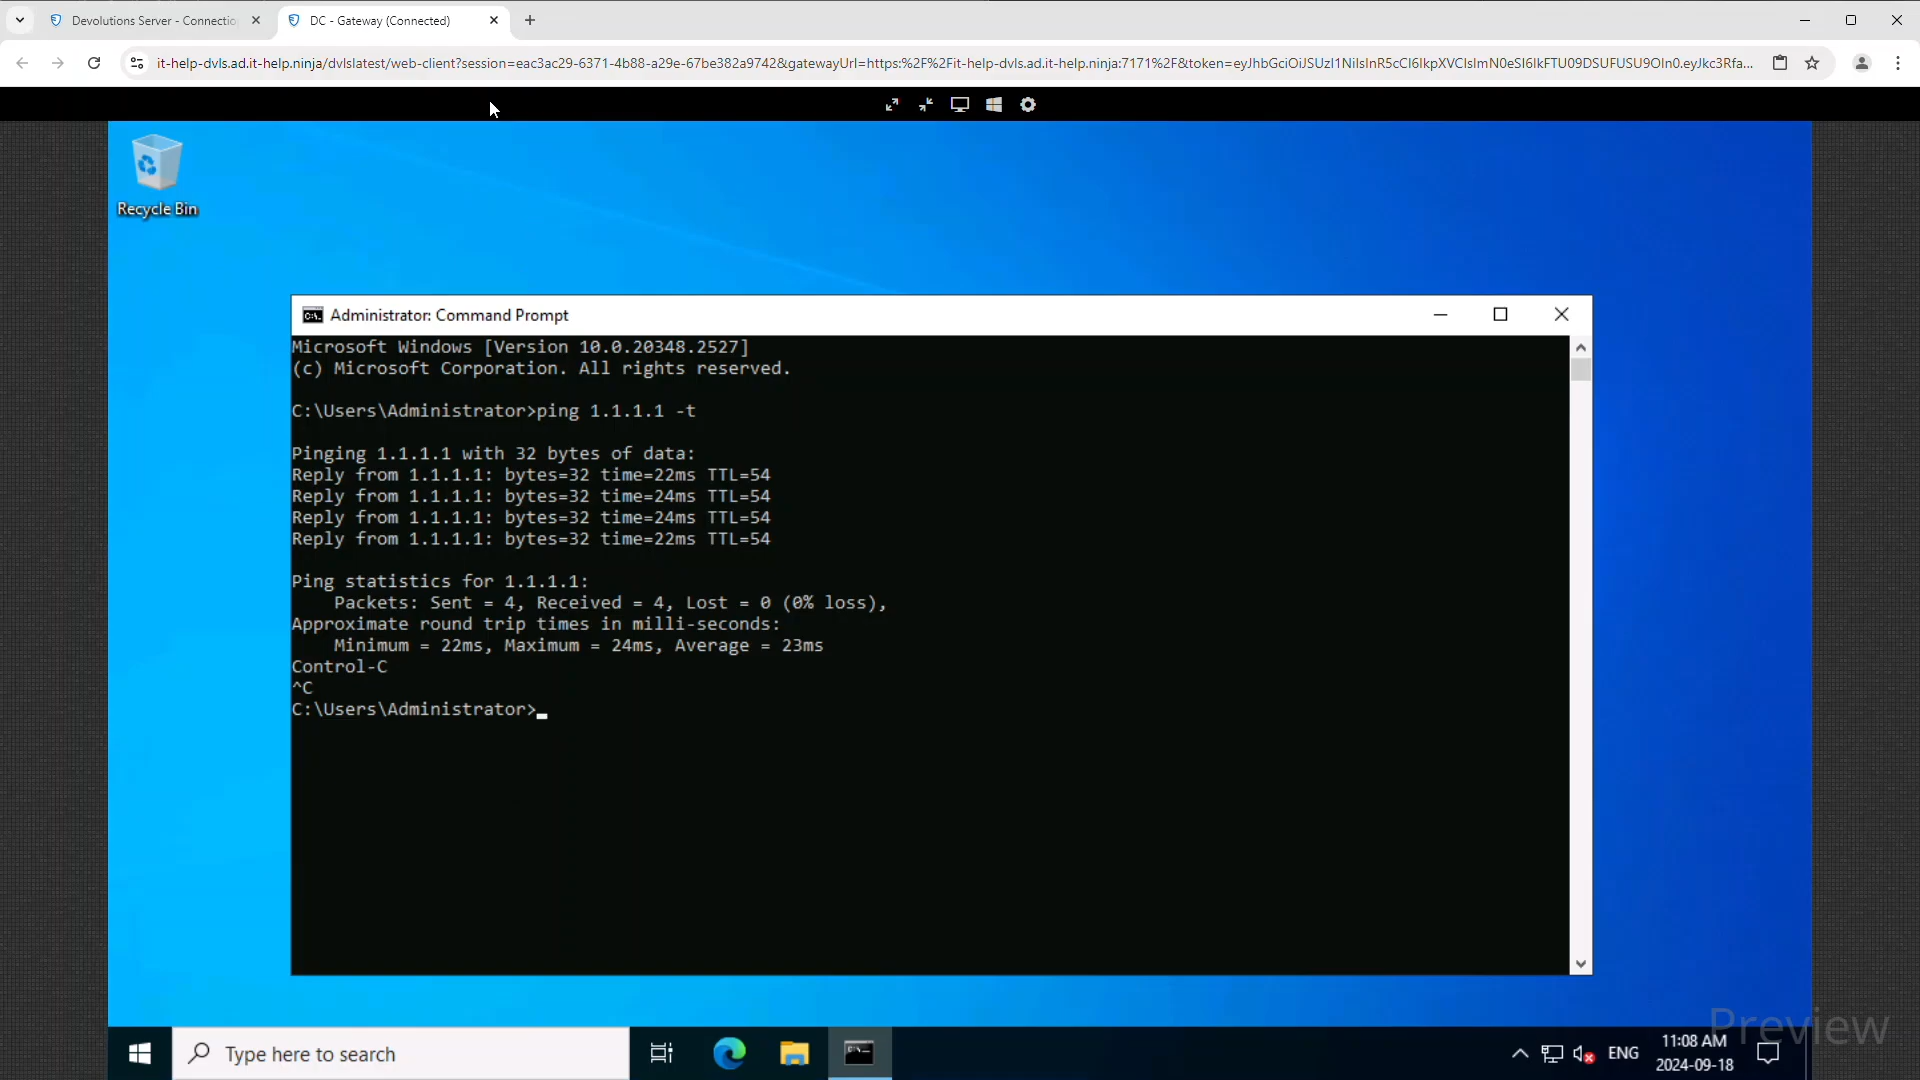 Devolutions Server - Connectio
DC - Gateway (Connected)
it-help-dvls.ad.it-help.ninja/dvlslatest/web-client?session=eac3ac29-6371-4b88-a29e-67be382a9742&gatewayUrl=https:%2F%2Fit-help-dvls.ad.it-help.ninja:7171%2F&token=eyJhbGciOiJSUzI1NiIsInR5cCI6IkpXVCIsImN0eSI6IkFTU09DSUFUSU9OIn0.eyJkc3Rfa...
Recycle Bin
Administrator: Command Prompt
Microsoft Windows [Version 10.0.20348.2527]
(c) Microsoft Corporation. All rights reserved.
C:\Users\Administrator>ping 1.1.1.1 -t
Pinging 1.1.1.1 with 32 bytes of data:
Reply from 1.1.1.1: bytes=32 time=22ms TTL=54
Reply from 1.1.1.1: bytes=32 time=24ms TTL=54
Reply from 1.1.1.1: bytes=32 time=24ms TTL=54
Reply from 1.1.1.1: bytes=32 time=22ms TTL=54
Ping statistics for 1.1.1.1:
Packets: Sent = 4, Received = 4, Lost = 0 (0% loss),
Approximate round trip times in milli-seconds:
Minimum = 22ms, Maximum = 24ms, Average = 23ms
Control-C
^C
C:\Users\Administrator>
Preview
Type here to search
ENG
11:08 AM
2024-09-18